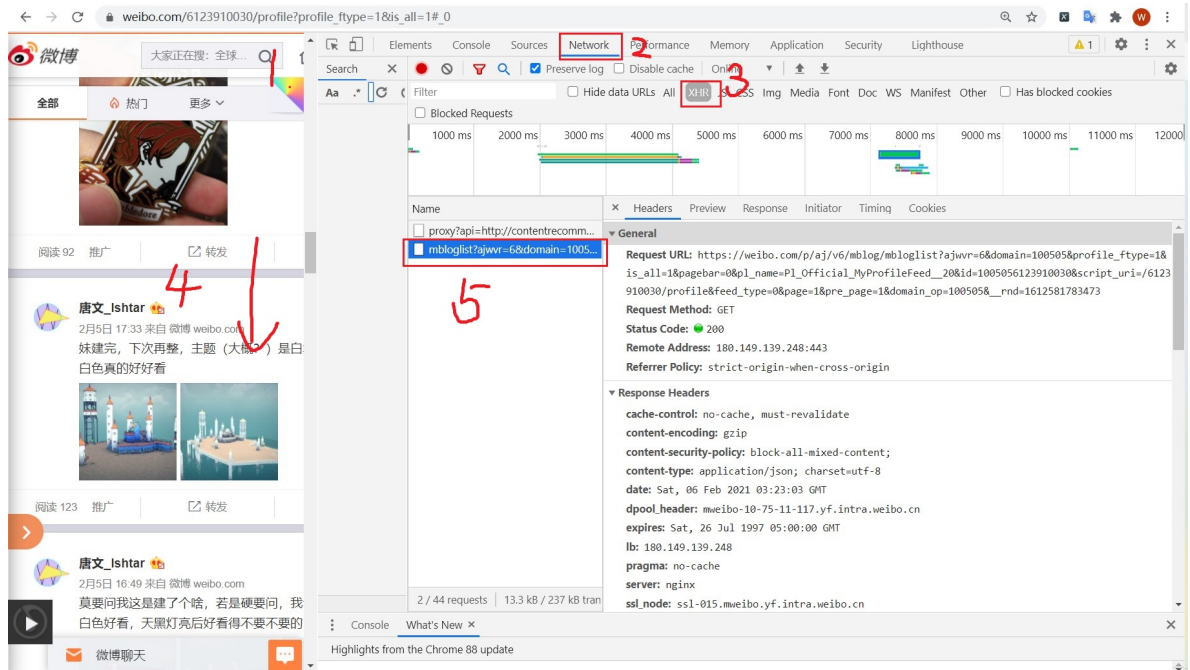 weibo.com/6123910030/profile?profile_ftype=1&is_all=1#_0
W
微博
大家正在搜: 全球...
1
全部
热门
更多
阅读 92
推广
转发
4
唐文_Ishtar
2月5日 17:33 来自 微博 weibo.com
妹建完，下次再整，主题（大概？）是白
白色真的好好看
阅读 123
推广
转发
唐文_Ishtar
2月5日 16:49 来自 微博 weibo.com
莫要问我这是建了个啥，若是硬要问，我
白色好看，天黑灯亮后好看得不要不要的
微博聊天
Elements Console Sources Network Performance Memory Application Security Lighthouse
1
2
Search
Preserve log Disable cache Online
3
Aa .*
Filter
Hide data URLs All XHR JS CSS Img Media Font Doc WS Manifest Other Has blocked cookies
Blocked Requests
1000 ms 2000 ms 3000 ms 4000 ms 5000 ms 6000 ms 7000 ms 8000 ms 9000 ms 10000 ms 11000 ms 12000
Name
proxy?api=http://contentrecomm...
mbloglist?ajwvr=6&domain=1005...
5
2 / 44 requests 13.3 kB / 237 kB tran
Headers Preview Response Initiator Timing Cookies
General
Request URL: https://weibo.com/p/aj/v6/mblog/mbloglist?ajwvr=6&domain=100505&profile_ftype=1&
is_all=1&pagebar=0&pl_name=Pl_Official_MyProfileFeed__20&id=1005056123910030&script_uri=/6123
910030/profile&feed_type=0&page=1&pre_page=1&domain_op=100505&__rnd=1612581783473
Request Method: GET
Status Code: 200
Remote Address: 180.149.139.248:443
Referrer Policy: strict-origin-when-cross-origin
Response Headers
cache-control: no-cache, must-revalidate
content-encoding: gzip
content-security-policy: block-all-mixed-content;
content-type: application/json; charset=utf-8
date: Sat, 06 Feb 2021 03:23:03 GMT
dpool_header: mweibo-10-75-11-117.yf.intra.weibo.cn
expires: Sat, 26 Jul 1997 05:00:00 GMT
lb: 180.149.139.248
pragma: no-cache
server: nginx
ssl_node: ssl-015.mweibo.yf.intra.weibo.cn
Console What's New
Highlights from the Chrome 88 update